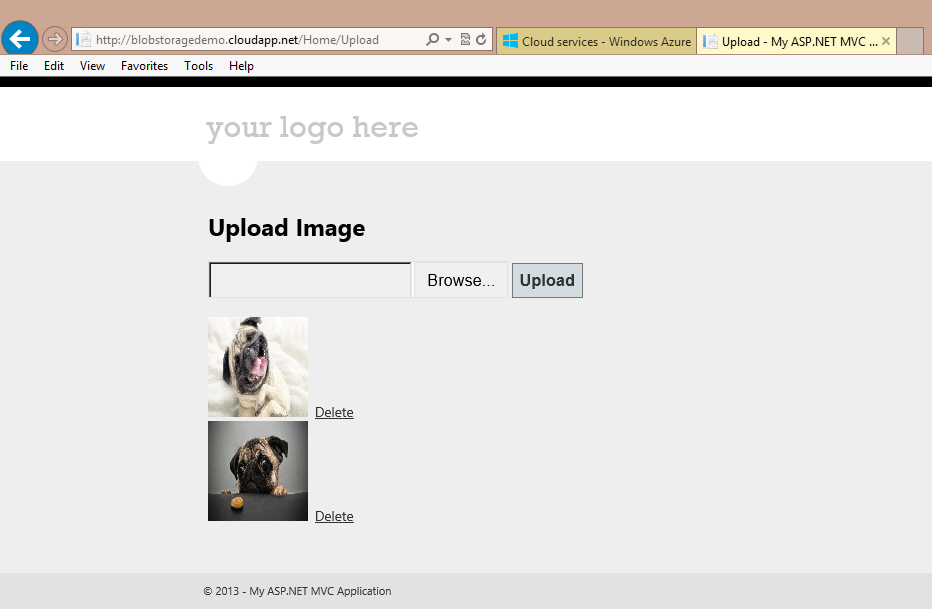 http://blobstoragedemo.cloudapp.net/Home/Upload
Cloud services - Windows Azure
Upload - My ASP.NET MVC ...
File Edit View Favorites Tools Help
your logo here
Upload Image
Browse... Upload
Delete
Delete
© 2013 - My ASP.NET MVC Application